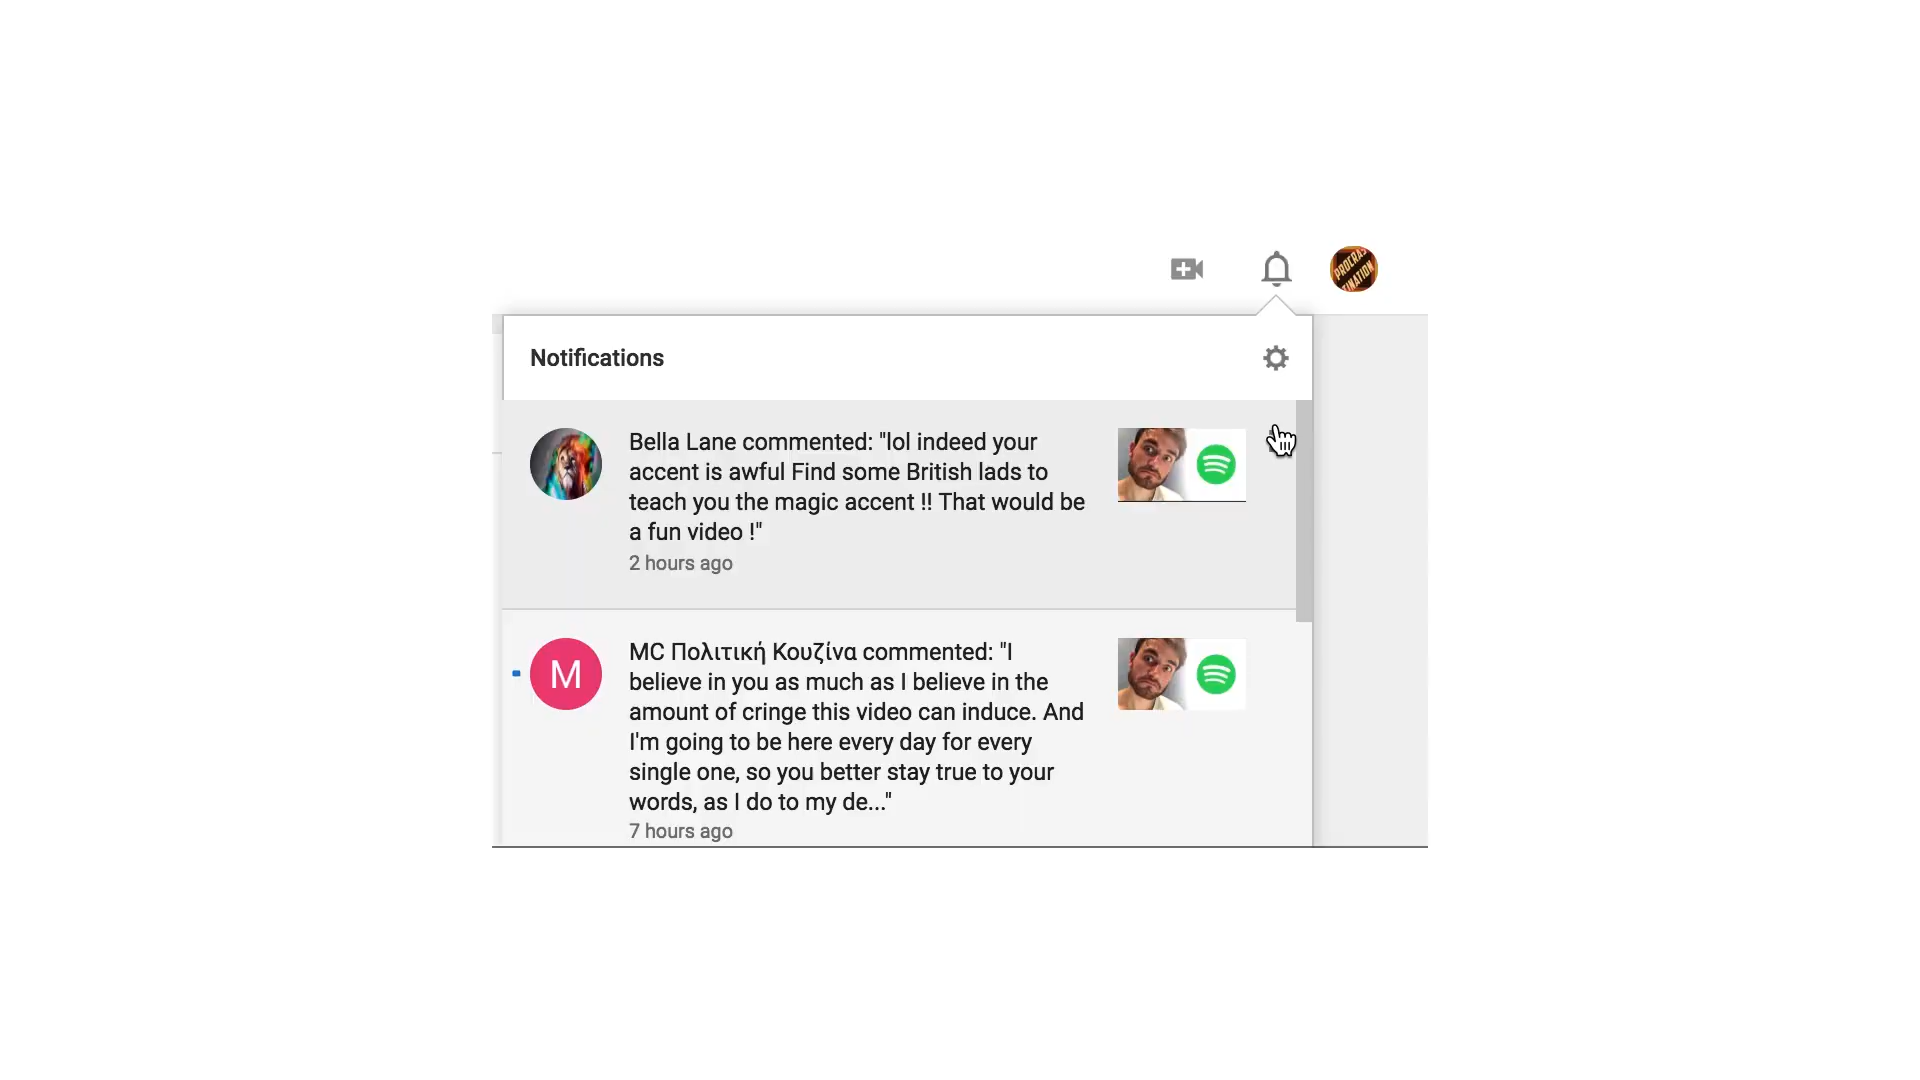 PROCRAS
TINATION
Notifications
Bella Lane commented: "lol indeed your
accent is awful Find some British lads to
teach you the magic accent !! That would be
a fun video !"
2 hours ago
M
MC Πολιτική Κουζίνα commented: "I
believe in you as much as I believe in the
amount of cringe this video can induce. And
I'm going to be here every day for every
single one, so you better stay true to your
words, as I do to my de..."
7 hours ago